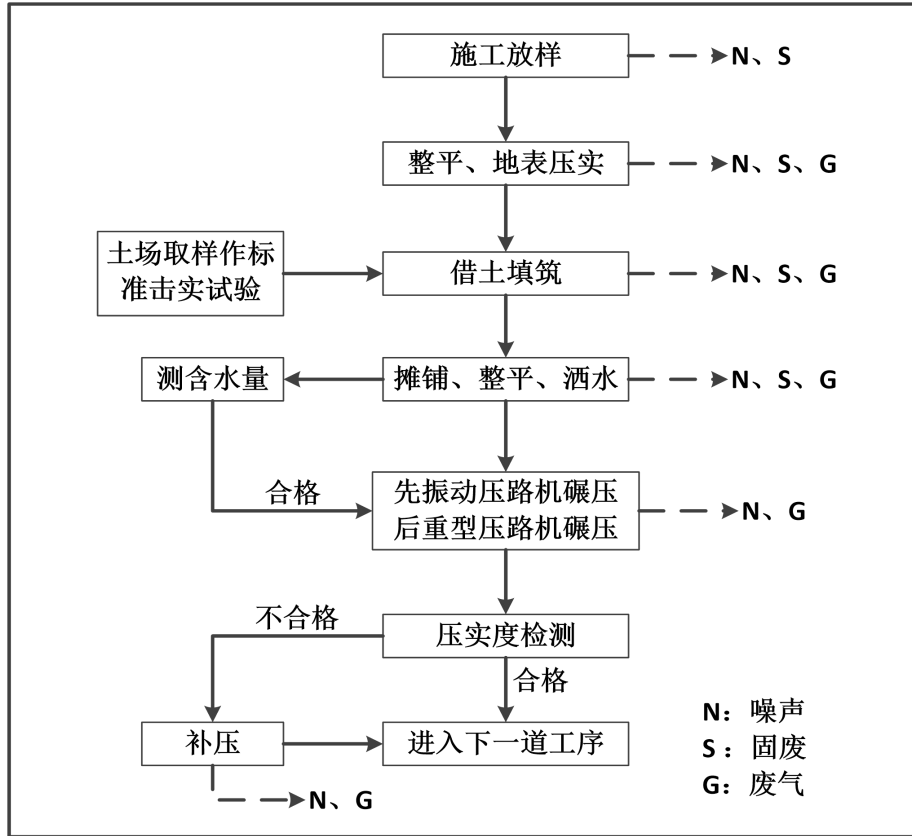 施工放样
N、S
整平、地表压实
N、S、G
土场取样作标
准击实试验
借土填筑
N、S、G
测含水量
摊铺、整平、洒水
N、S、G
合格
先振动压路机碾压
后重型压路机碾压
N、G
不合格
压实度检测
合格
补压
进入下一道工序
N、G
N：噪声
S：固废
G：废气